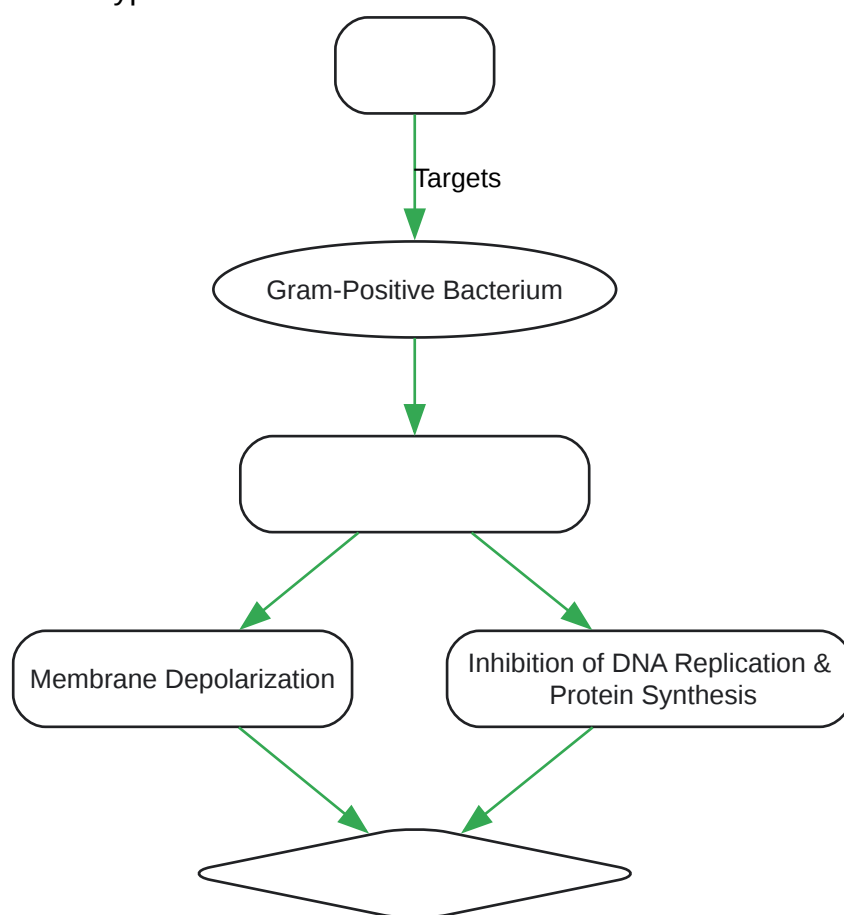 Targets
Gram-Positive Bacterium
Membrane Depolarization
Inhibition of DNA Replication &
Protein Synthesis